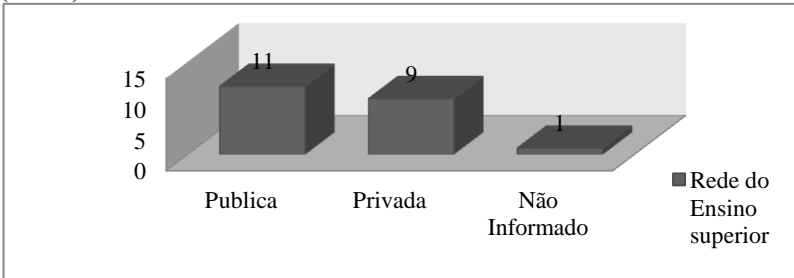 11
9
1
15
10
5
0
Publica
Privada
Não
Informado
Rede do
Ensino
superior